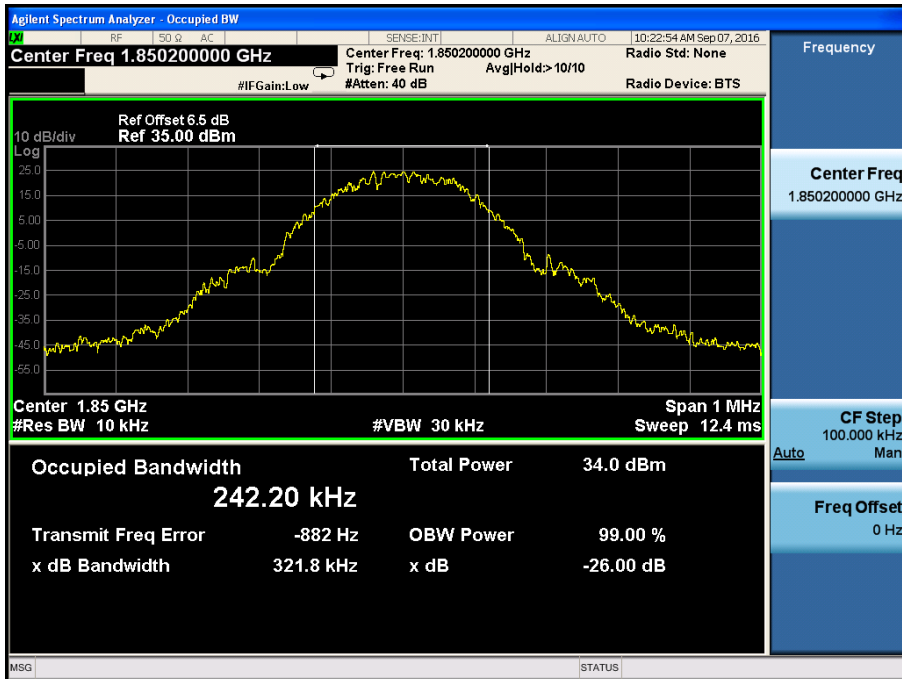 Agilent Spectrum Analyzer - Occupied BW
LXI RF 50 Ω AC SENSE:INT ALIGN AUTO 10:22:54 AM Sep 07, 2016
Center Freq 1.850200000 GHz
Center Freq: 1.850200000 GHz
Radio Std: None
Trig: Free Run Avg|Hold:>10/10
#IFGain:Low #Atten: 40 dB
Radio Device: BTS
Ref Offset 6.5 dB
10 dB/div Ref 35.00 dBm
Log
25.0
15.0
5.00
-5.00
-15.0
-25.0
-35.0
-45.0
-55.0
Center 1.85 GHz Span 1 MHz
#Res BW 10 kHz #VBW 30 kHz Sweep 12.4 ms
Occupied Bandwidth Total Power 34.0 dBm
242.20 kHz
Transmit Freq Error -882 Hz OBW Power 99.00 %
x dB Bandwidth 321.8 kHz x dB -26.00 dB
MSG STATUS
Frequency
Center Freq
1.850200000 GHz
CF Step
100.000 kHz
Auto Man
Freq Offset
0 Hz